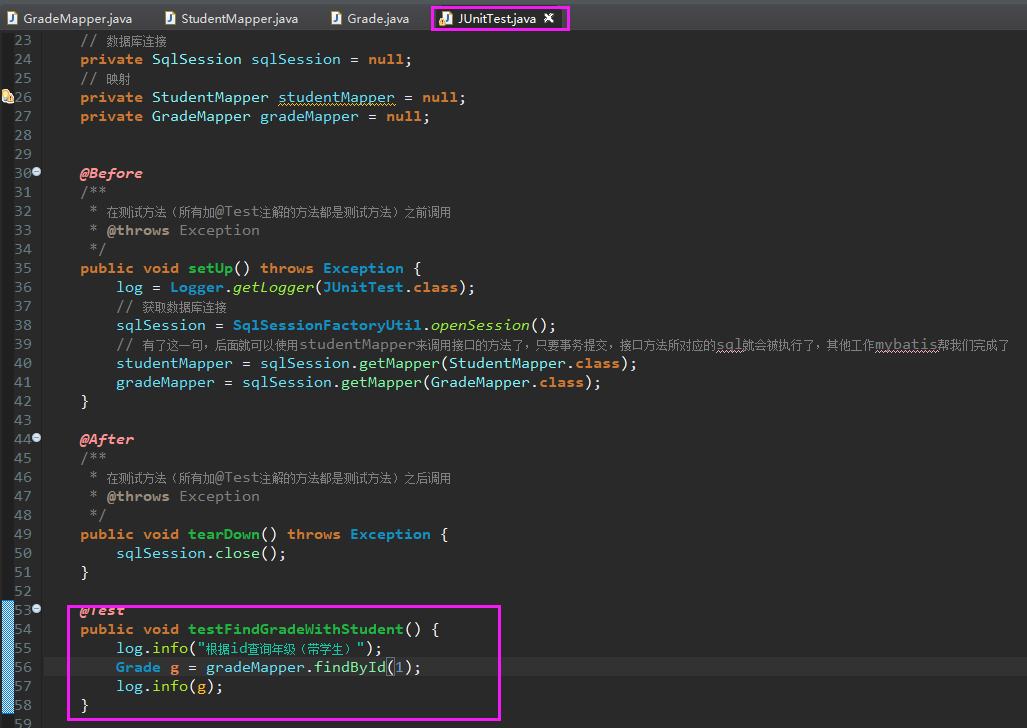 GradeMapper.java StudentMapper.java Grade.java JUnitTest.java
23 // 数据库连接
24 private SqlSession sqlSession = null;
25 // 映射
26 private StudentMapper studentMapper = null;
27 private GradeMapper gradeMapper = null;
28
29
30 @Before
31 /**
32 * 在测试方法（所有加@Test注解的方法都是测试方法）之前调用
33 * @throws Exception
34 */
35 public void setUp() throws Exception {
36 log = Logger.getLogger(JUnitTest.class);
37 // 获取数据库连接
38 sqlSession = SqlSessionFactoryUtil.openSession();
39 // 有了这一句，后面就可以使用studentMapper来调用接口的方法了，只要事务提交，接口方法所对应的sql就会被执行了，其他工作mybatis帮我们完成了
40 studentMapper = sqlSession.getMapper(StudentMapper.class);
41 gradeMapper = sqlSession.getMapper(GradeMapper.class);
42 }
43
44 @After
45 /**
46 * 在测试方法（所有加@Test注解的方法都是测试方法）之后调用
47 * @throws Exception
48 */
49 public void tearDown() throws Exception {
50 sqlSession.close();
51 }
52
53 @Test
54 public void testFindGradeWithStudent() {
55 log.info("根据id查询年级（带学生）");
56 Grade g = gradeMapper.findById(1);
57 log.info(g);
58 }
59